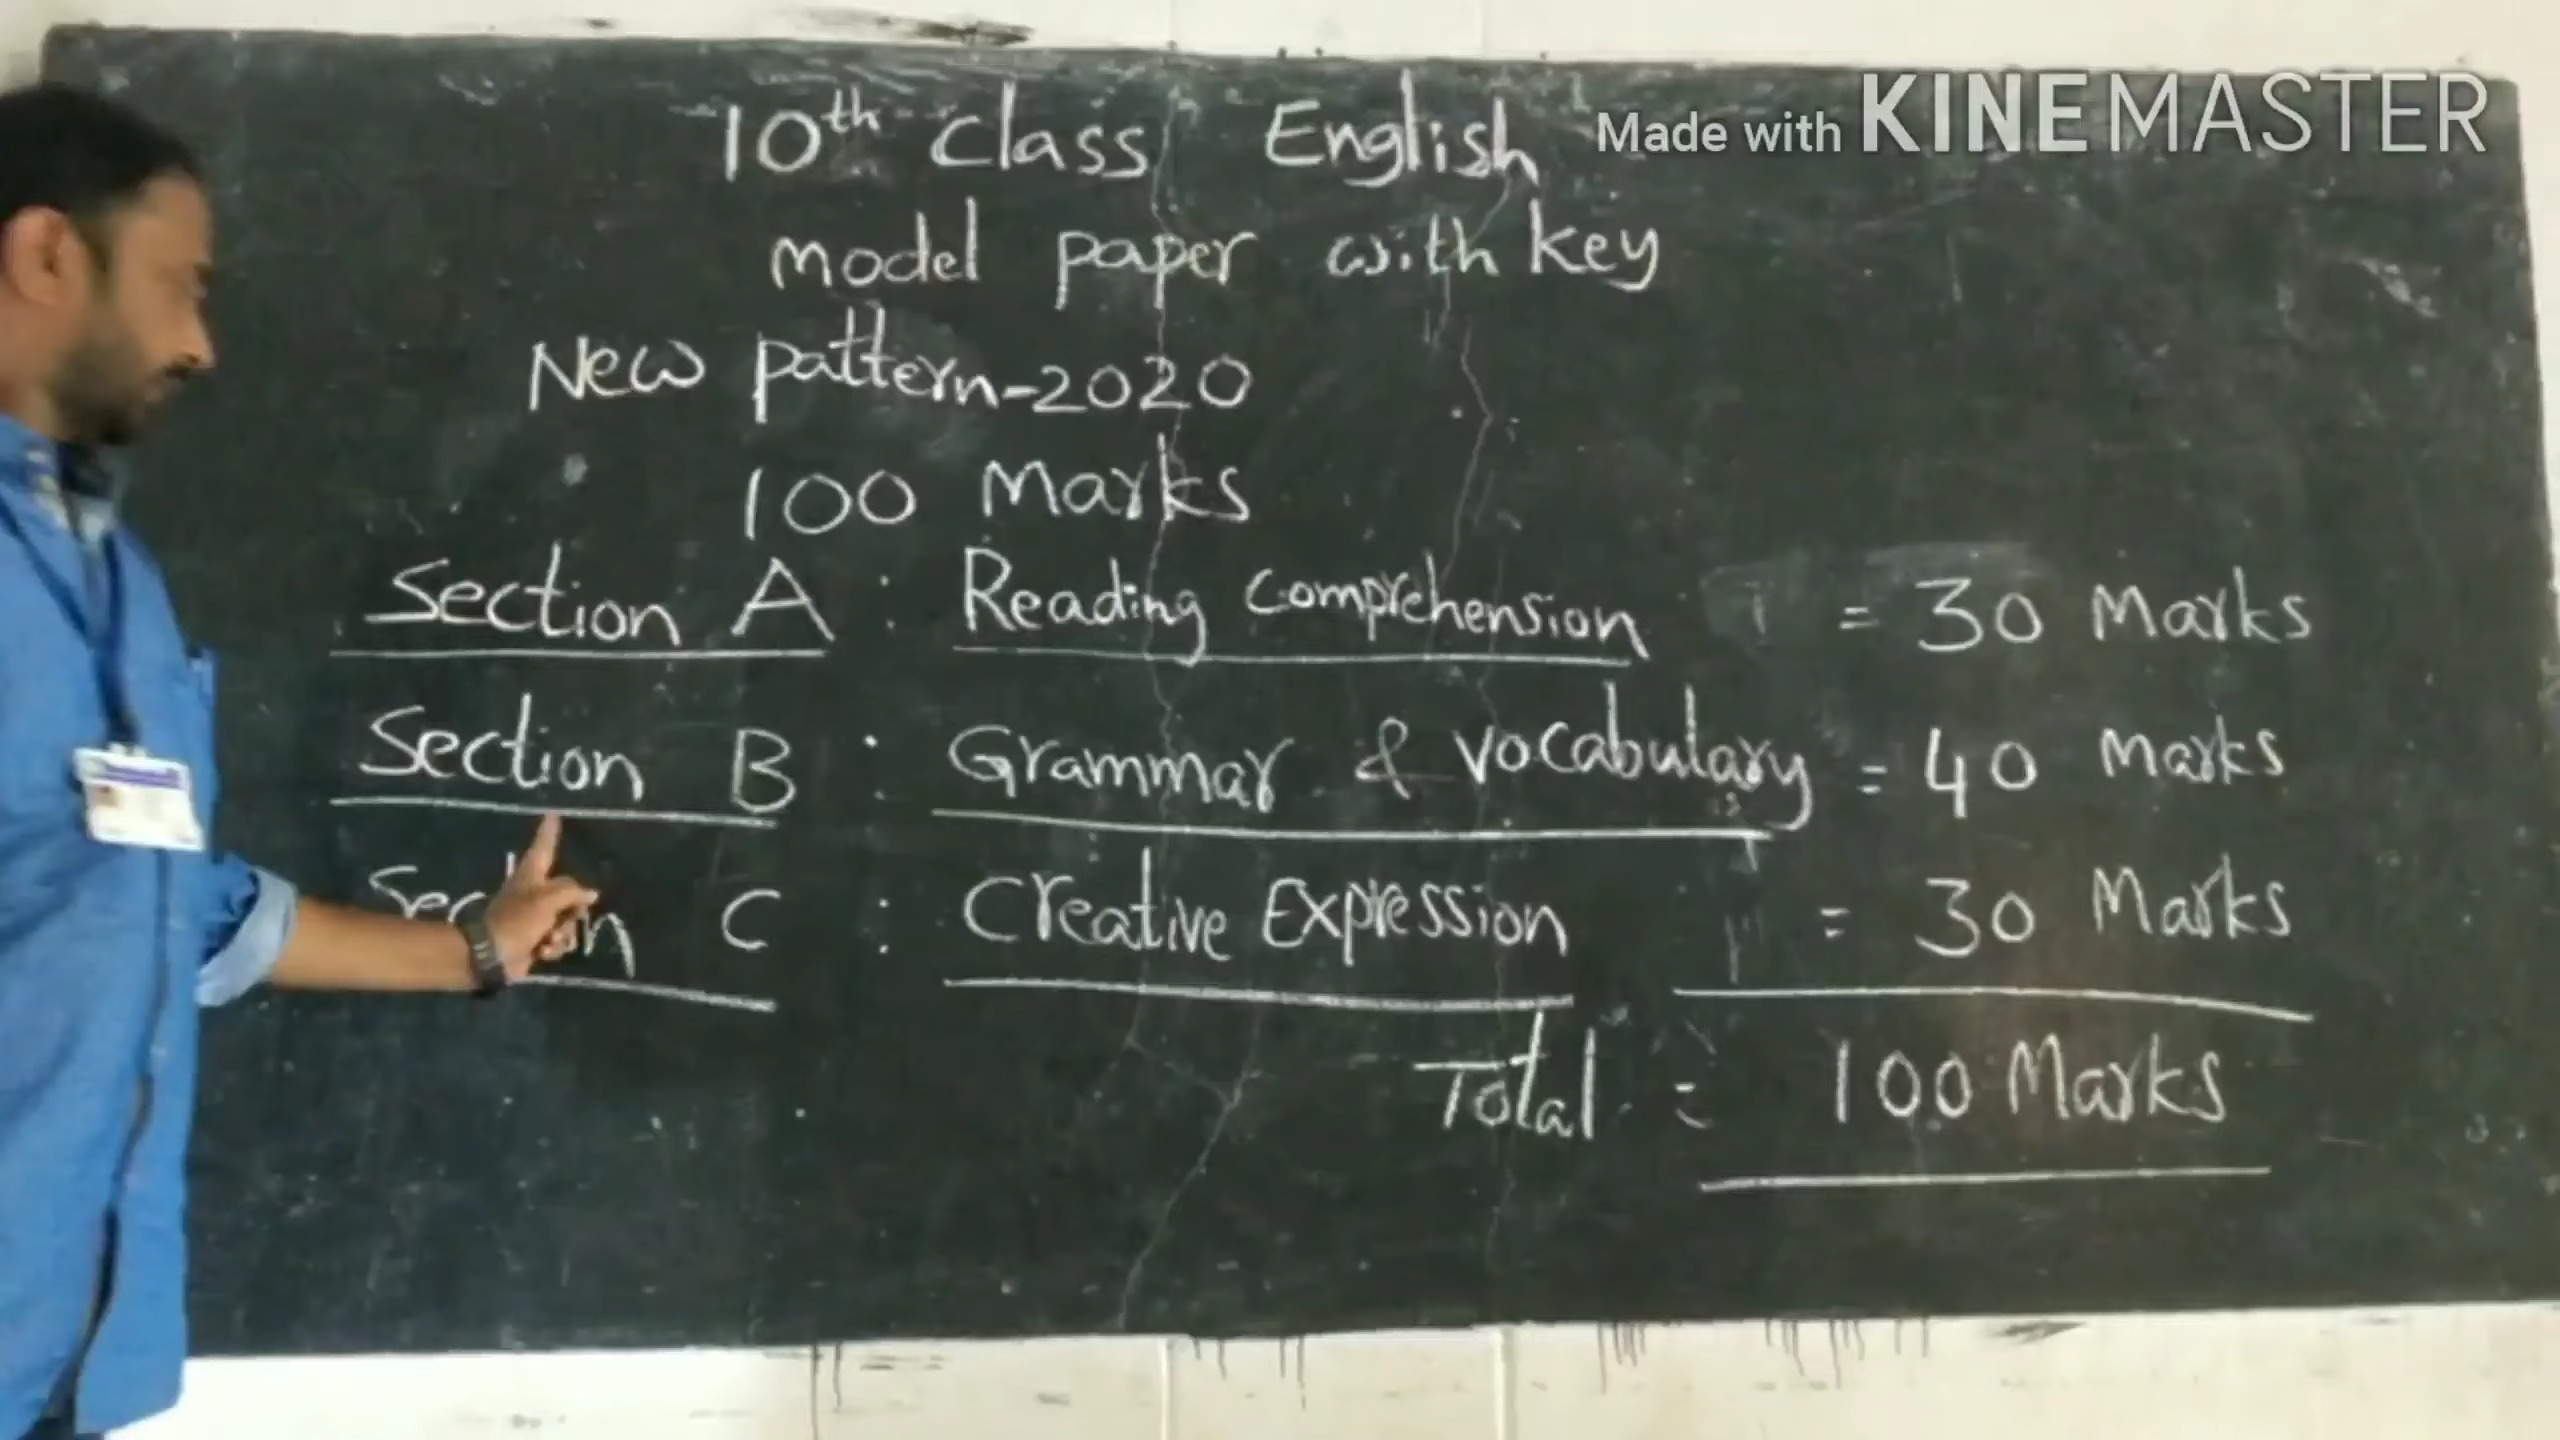 10th Class English
Made with KINEMASTER
model paper with key
New pattern-2020
100 Marks
Section A : Reading Comprehension = 30 Marks
Section B : Grammar & vocabulary = 40 Marks
C : Creative Expression = 30 Marks
Total = 100 Marks